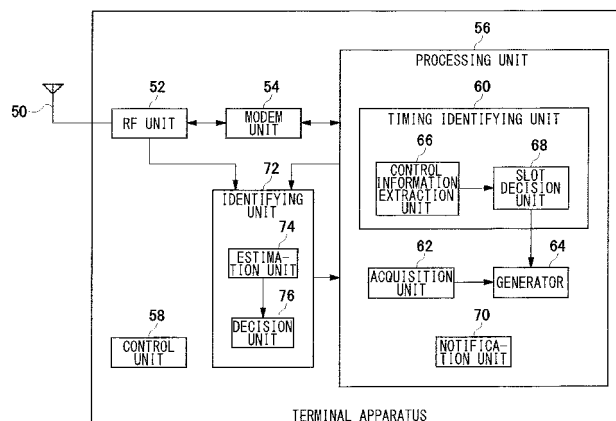 56
PROCESSING UNIT
50
52
RF UNIT
54
MODEM
UNIT
60
TIMING IDENTIFYING UNIT
66
CONTROL
INFORMATION
EXTRACTION
UNIT
68
SLOT
DECISION
UNIT
72
IDENTIFYING
UNIT
74
ESTIMA-
TION UNIT
76
DECISION
UNIT
62
ACQUISITION
UNIT
64
GENERATOR
58
CONTROL
UNIT
70
NOTIFICA-
TION UNIT
TERMINAL APPARATUS